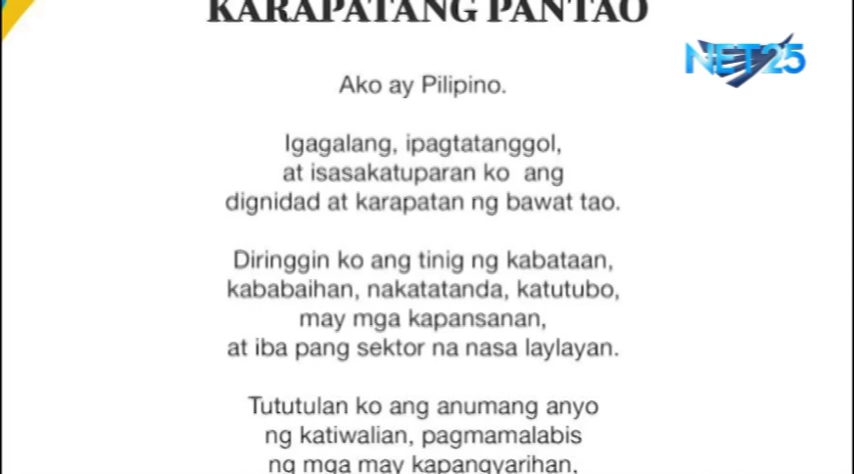 KARAPATANG PANTAO
NET25
Ako ay Pilipino.
Igagalang, ipagtatanggol,
at isasakatuparan ko ang
dignidad at karapatan ng bawat tao.
Diringgin ko ang tinig ng kabataan,
kababaihan, nakatatanda, katutubo,
may mga kapansanan,
at iba pang sektor na nasa laylayan.
Tututulan ko ang anumang anyo
ng katiwalian, pagmamalabis
ng mga may kapangyarihan,